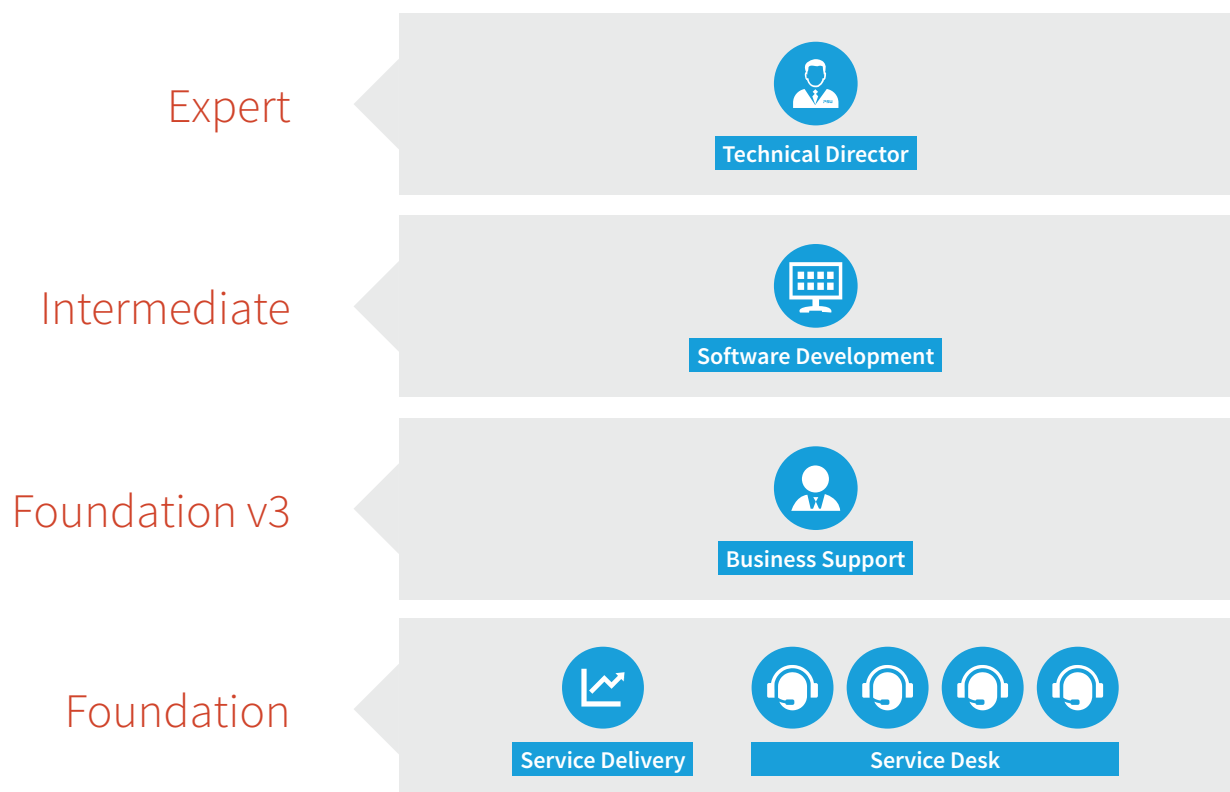 Expert
Technical Director
Intermediate
Software Development
Foundation v3
Business Support
Foundation
Service Delivery
Service Desk